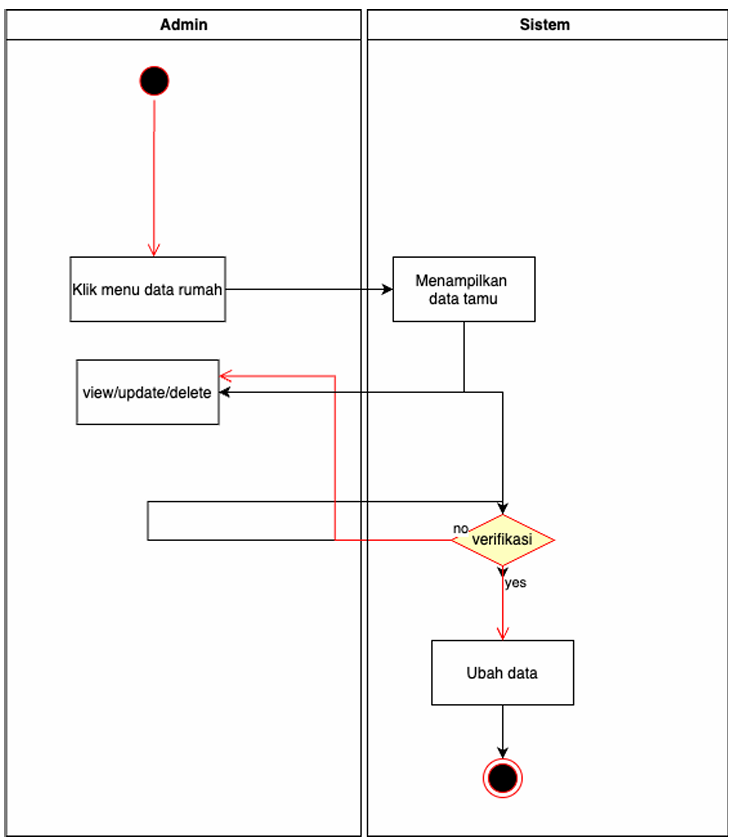 Admin
Sistem
Klik menu data rumah
Menampilkan
data tamu
view/update/delete
no
verifikasi
yes
Ubah data